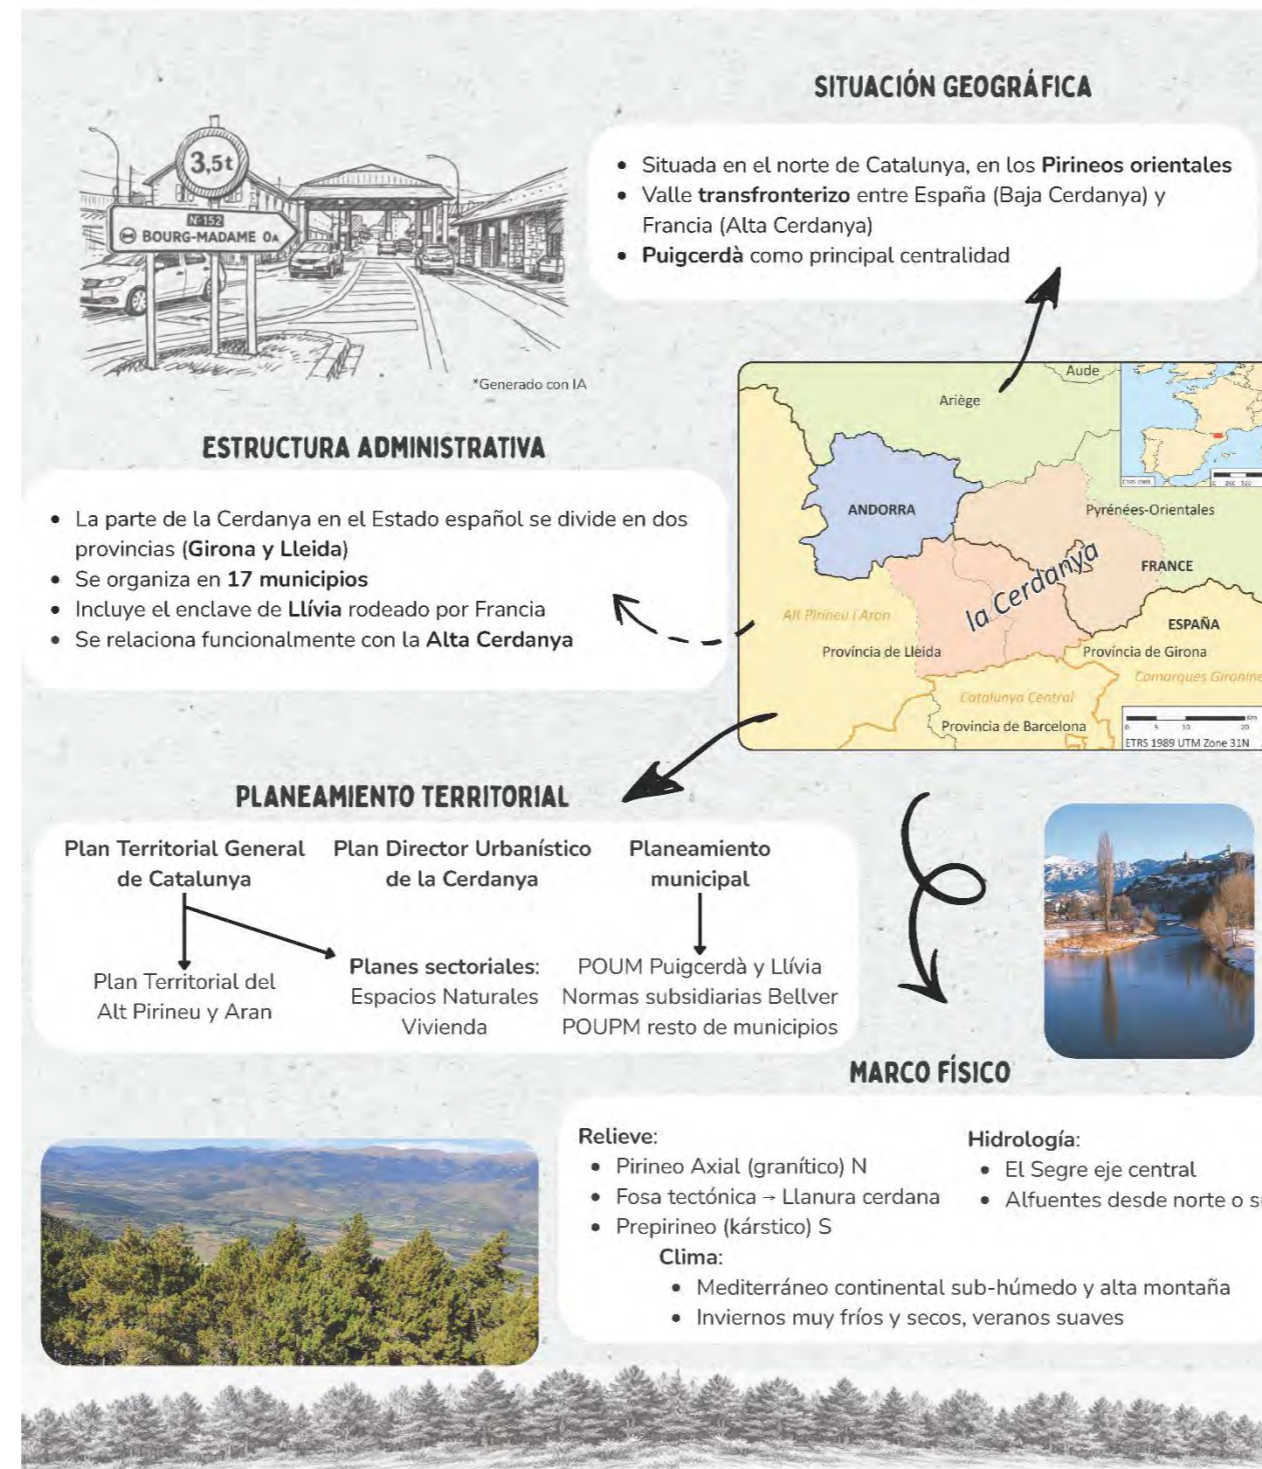 SITUACIÓN GEOGRÁFICA
• Situada en el norte de Catalunya, en los Pirineos orientales
• Valle transfronterizo entre España (Baja Cerdanya) y
Francia (Alta Cerdanya)
• Puigcerdà como principal centralidad
3,5t
N-152
BOURG-MADAME 0A
*Generado con IA
ESTRUCTURA ADMINISTRATIVA
• La parte de la Cerdanya en el Estado español se divide en dos
provincias (Girona y Lleida)
• Se organiza en 17 municipios
• Incluye el enclave de Llívia rodeado por Francia
• Se relaciona funcionalmente con la Alta Cerdanya
Aude
Ariège
ETRS 1989
ANDORRA
Pyrénées-Orientales
FRANCE
la Cerdanya
Alt Pirineu i Aran
ESPAÑA
Província de Lleida
Província de Girona
Comarques Gironine
Catalunya Central
Província de Barcelona
0 5 10 20 Km
ETRS 1989 UTM Zone 31N
PLANEAMIENTO TERRITORIAL
Plan Territorial General
de Catalunya
Plan Director Urbanístico
de la Cerdanya
Planeamiento
municipal
Plan Territorial del
Alt Pirineu y Aran
Planes sectoriales:
Espacios Naturales
Vivienda
POUM Puigcerdà y Llívia
Normas subsidiarias Bellver
POUPM resto de municipios
MARCO FÍSICO
Relieve:
• Pirineo Axial (granítico) N
• Fosa tectónica → Llanura cerdana
• Prepirineo (kárstico) S
Hidrología:
• El Segre eje central
• Alfuentes desde norte o
Clima:
• Mediterráneo continental sub-húmedo y alta montaña
• Inviernos muy fríos y secos, veranos suaves